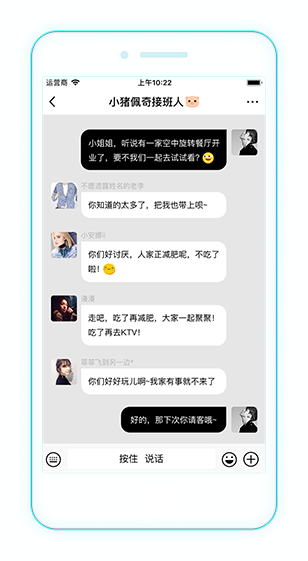 运营商 上午10:22
小猪佩奇接班人
小姐姐，听说有一家空中旋转餐厅开
业了，要不我们一起去试试看？
不愿透露姓名的老李
你知道的太多了，把我也带上呗~
小安娜ii
你们好讨厌，人家正减肥呢，不吃了
啦！
漫漫
走吧，吃了再减肥，大家一起聚聚！
吃了再去KTV！
菲菲飞到另一边*
你们好好玩儿啊~我家有事就不来了
好的，那下次你请客哦~
按住 说话